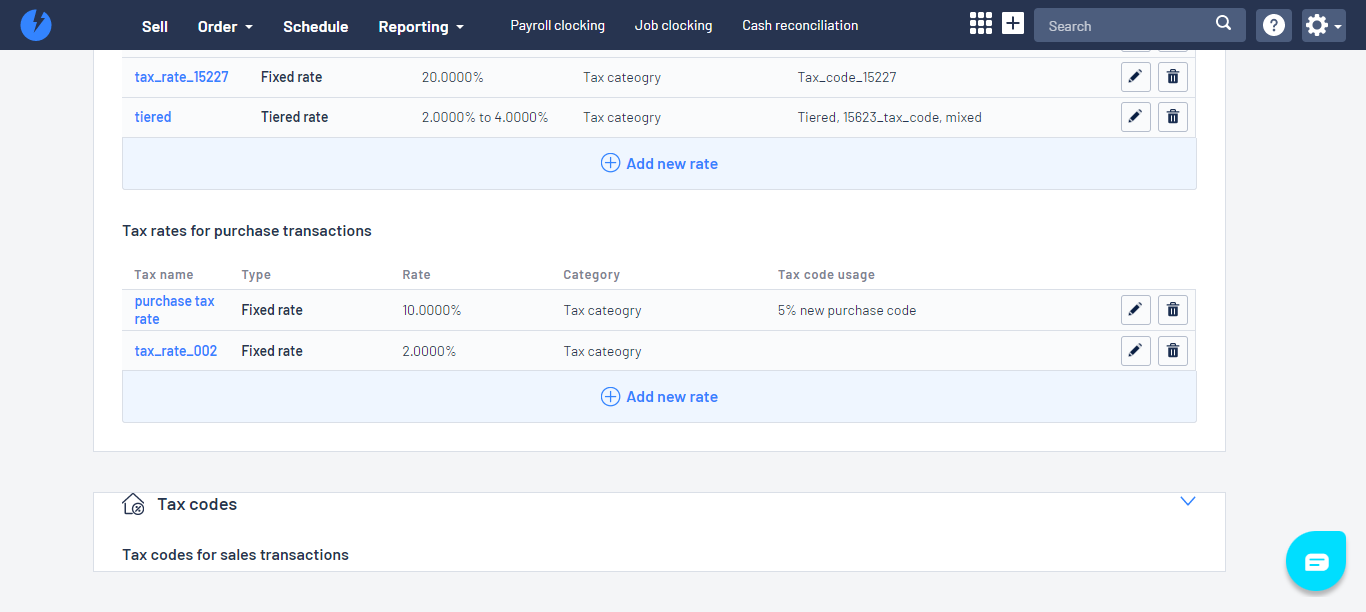 Sell Order Schedule Reporting Payroll clocking Job clocking Cash reconciliation Search
tax_rate_15227 Fixed rate 20.0000% Tax cateogry Tax_code_15227
tiered Tiered rate 2.0000% to 4.0000% Tax cateogry Tiered, 15623_tax_code, mixed
Add new rate
Tax rates for purchase transactions
Tax name Type Rate Category Tax code usage
purchase tax
rate Fixed rate 10.0000% Tax cateogry 5% new purchase code
tax_rate_002 Fixed rate 2.0000% Tax cateogry
Add new rate
Tax codes
Tax codes for sales transactions